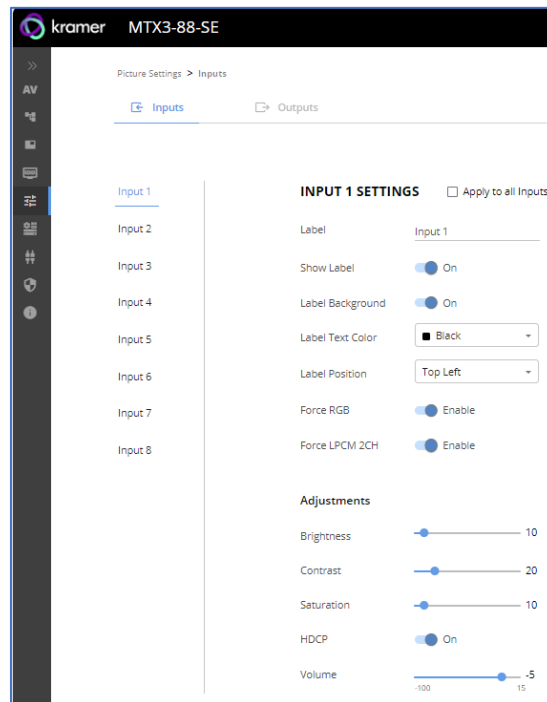 kramer MTX3-88-SE
Picture Settings > Inputs
AV
Inputs Outputs
Input 1
Input 2
Input 3
Input 4
Input 5
Input 6
Input 7
Input 8
INPUT 1 SETTINGS Apply to all Inputs
Label Input 1
Show Label On
Label Background On
Label Text Color Black
Label Position Top Left
Force RGB Enable
Force LPCM 2CH Enable
Adjustments
Brightness 10
Contrast 20
Saturation 10
HDCP On
Volume -5
-100 15